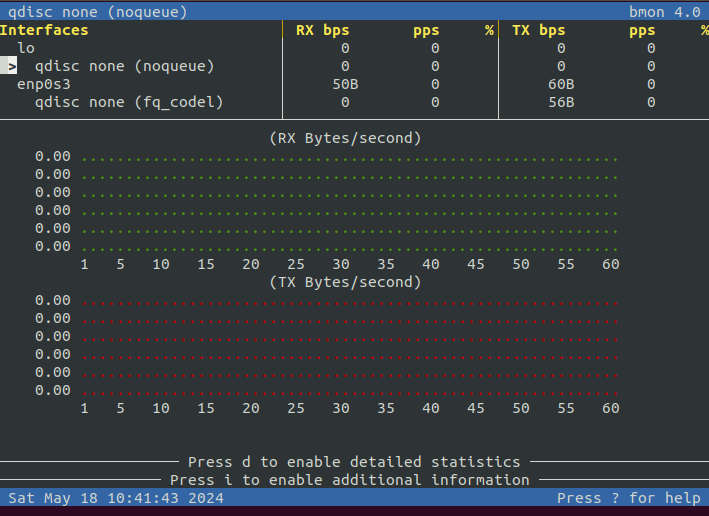 qdisc none (noqueue) bmon 4.0
Interfaces RX bps pps % TX bps pps %
lo 0 0 0 0
> qdisc none (noqueue) 0 0 0 0
enp0s3 50B 0 60B 0
qdisc none (fq_codel) 0 0 56B 0
(RX Bytes/second)
0.00
0.00
0.00
0.00
0.00
0.00
1 5 10 15 20 25 30 35 40 45 50 55 60
(TX Bytes/second)
0.00
0.00
0.00
0.00
0.00
0.00
1 5 10 15 20 25 30 35 40 45 50 55 60
Press d to enable detailed statistics
Press i to enable additional information
Sat May 18 10:41:43 2024 Press ? for help